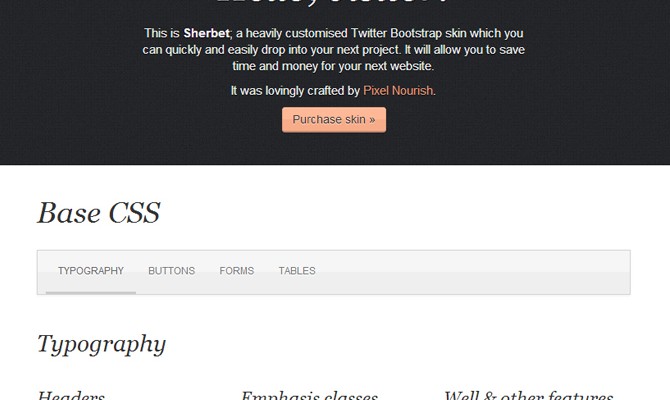 This is Sherbet; a heavily customised Twitter Bootstrap skin which you
can quickly and easily drop into your next project. It will allow you to save
time and money for your next website.
It was lovingly crafted by Pixel Nourish.
Purchase skin »
Base CSS
TYPOGRAPHY BUTTONS FORMS TABLES
Typography
Headers Emphasis classes Well & other features